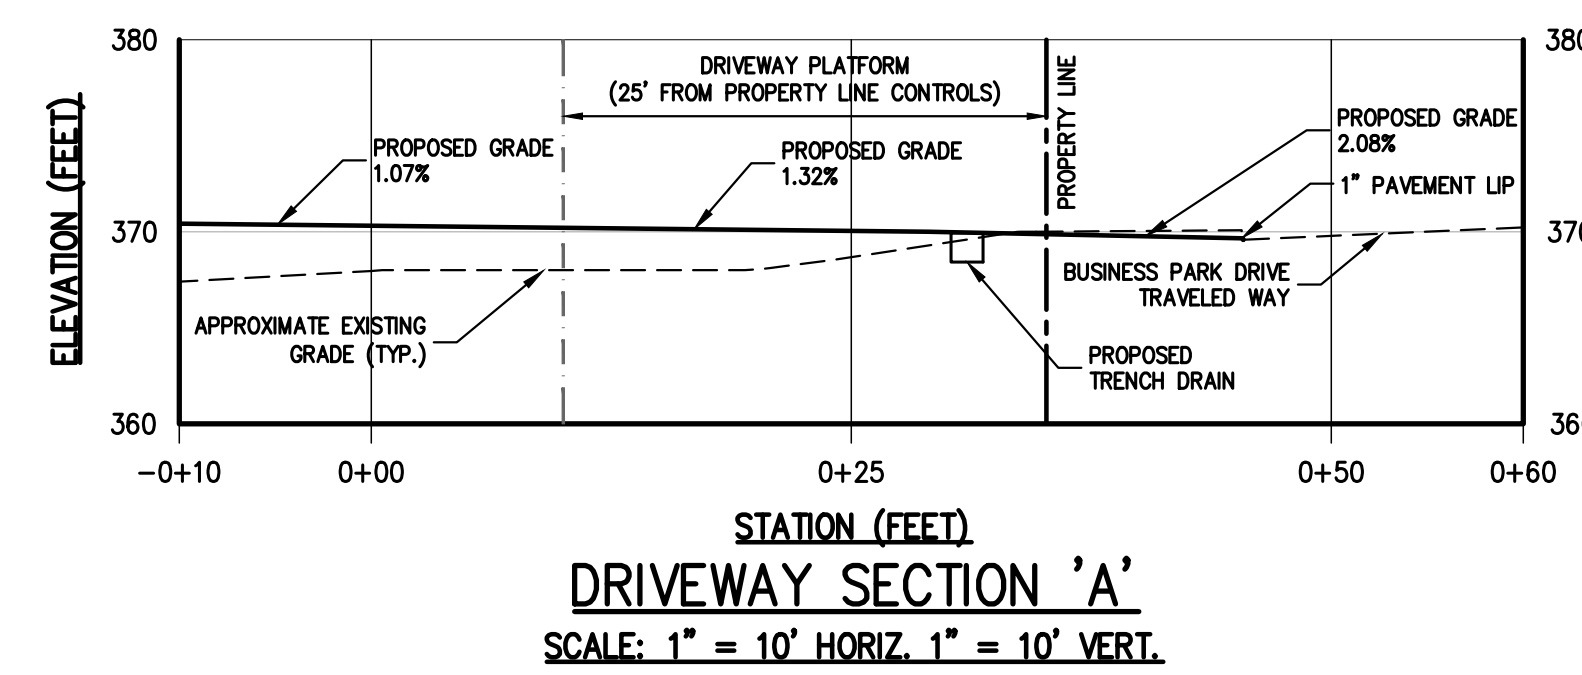 380
380
DRIVEWAY PLATFORM
(25' FROM PROPERTY LINE CONTROLS)
PROPERTY LINE
PROPOSED GRADE
1.07%
PROPOSED GRADE
1.32%
PROPOSED GRADE
2.08%
1" PAVEMENT LIP
ELEVATION (FEET)
370
370
BUSINESS PARK DRIVE
TRAVELED WAY
APPROXIMATE EXISTING
GRADE (TYP.)
PROPOSED
TRENCH DRAIN
360
36
-0+10
0+00
0+25
0+50
0+60
STATION (FEET)
DRIVEWAY SECTION 'A'
SCALE: 1" = 10' HORIZ. 1" = 10' VERT.